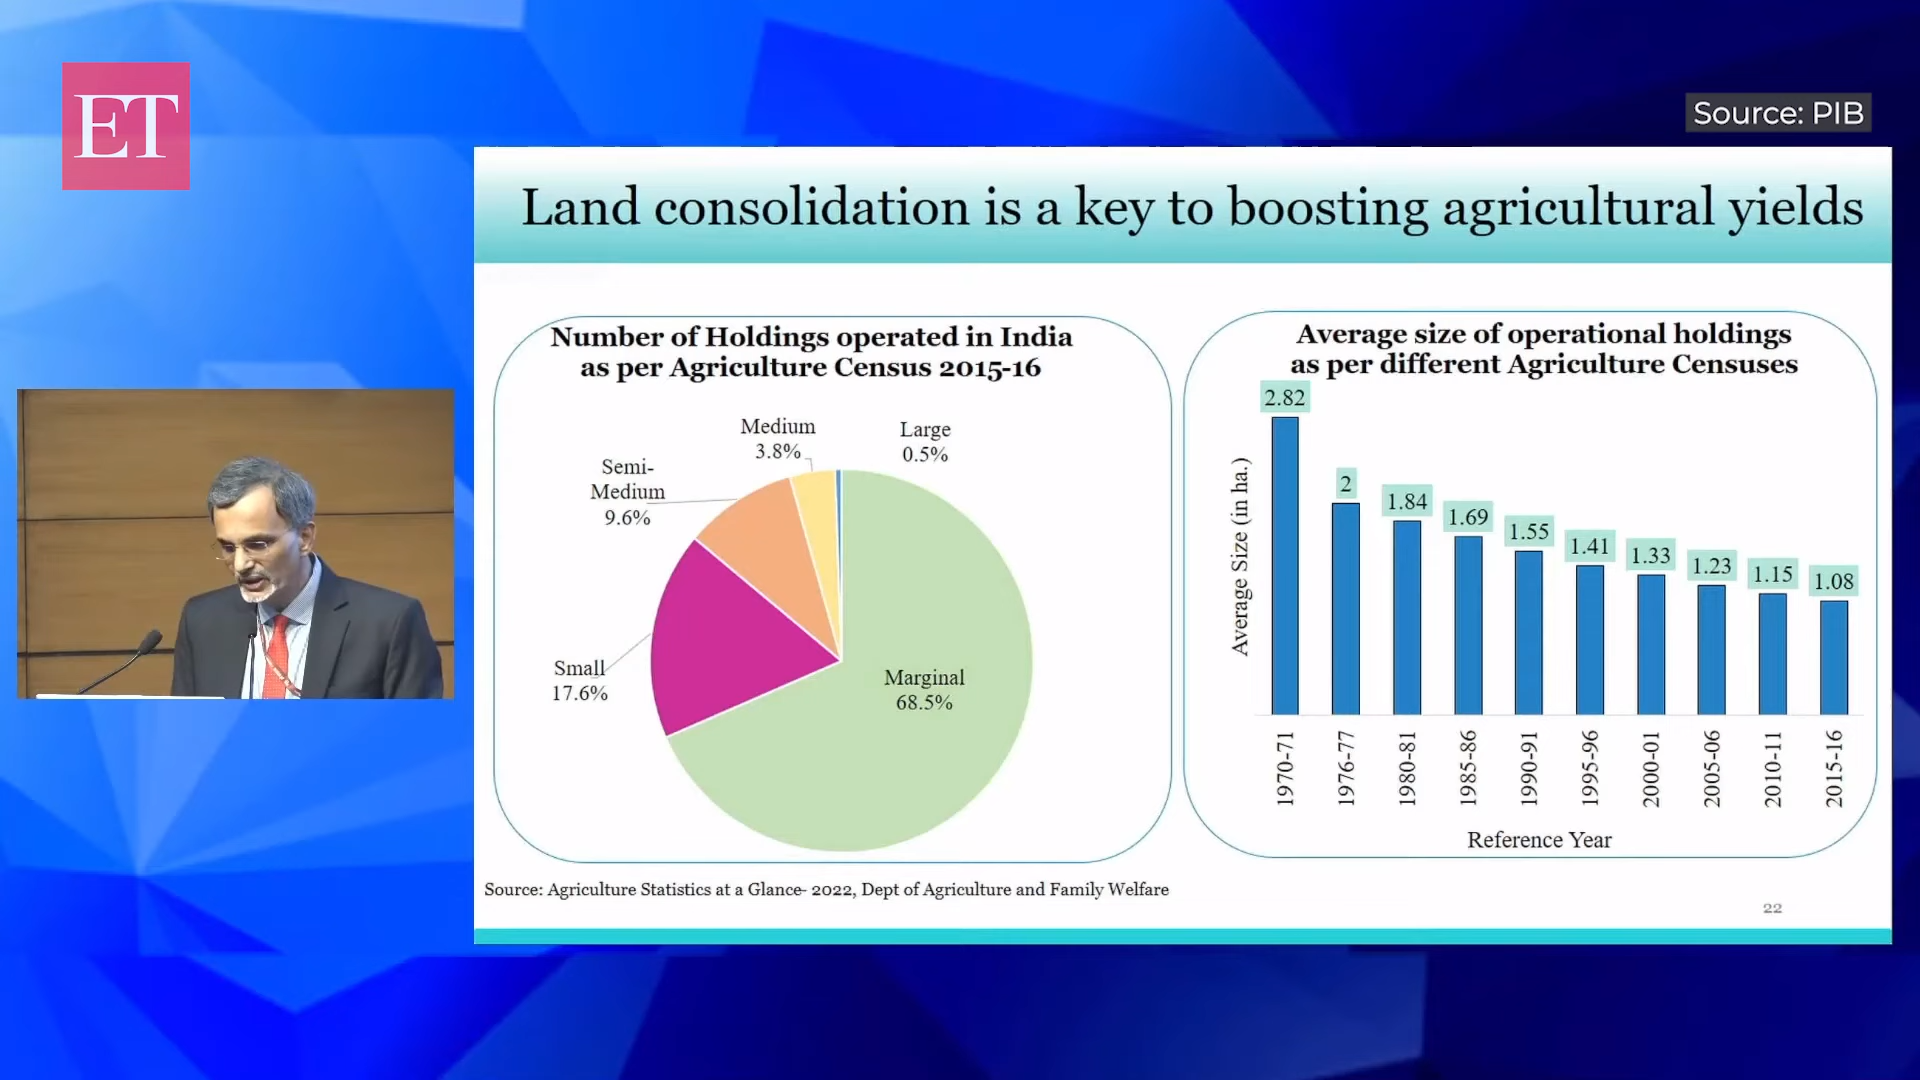 ET
Source: PIB
Land consolidation is a key to boosting agricultural yields
Number of Holdings operated in India
as per Agriculture Census 2015-16
Medium
3.8%
Large
0.5%
Semi-
Medium
9.6%
Small
17.6%
Marginal
68.5%
Average size of operational holdings
as per different Agriculture Censuses
Average Size (in ha.)
2.82
2
1.84
1.69
1.55
1.41
1.33
1.23
1.15
1.08
1970-71
1976-77
1980-81
1985-86
1990-91
1995-96
2000-01
2005-06
2010-11
2015-16
Reference Year
Source: Agriculture Statistics at a Glance- 2022, Dept of Agriculture and Family Welfare
22